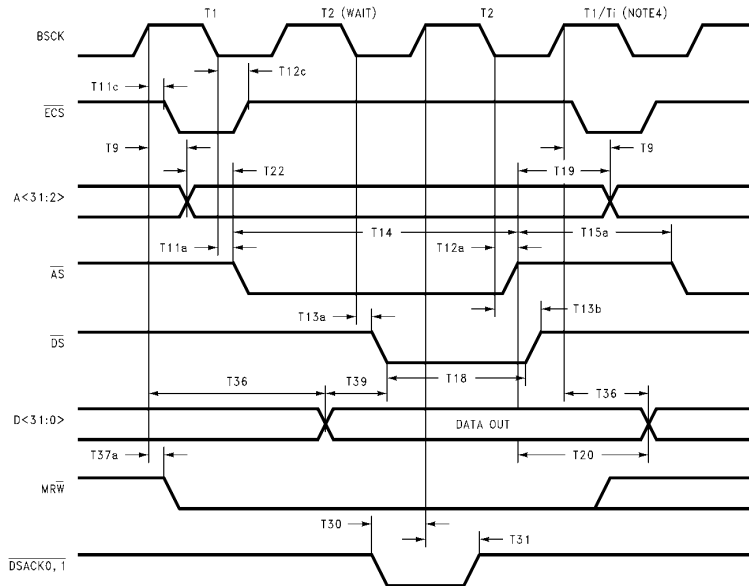 T1 T2 (WAIT) T2 T1/Ti (NOTE4)
BSCK
T11c T12c
ECS
T9 T22 T19 T9
A<31:2>
T14 T15a
T11a T12a
AS
T13a T13b
DS
T18
T36 T39 T36
D<31:0> DATA OUT
T37a T20
MRW
T30 T31
DSACK0, 1